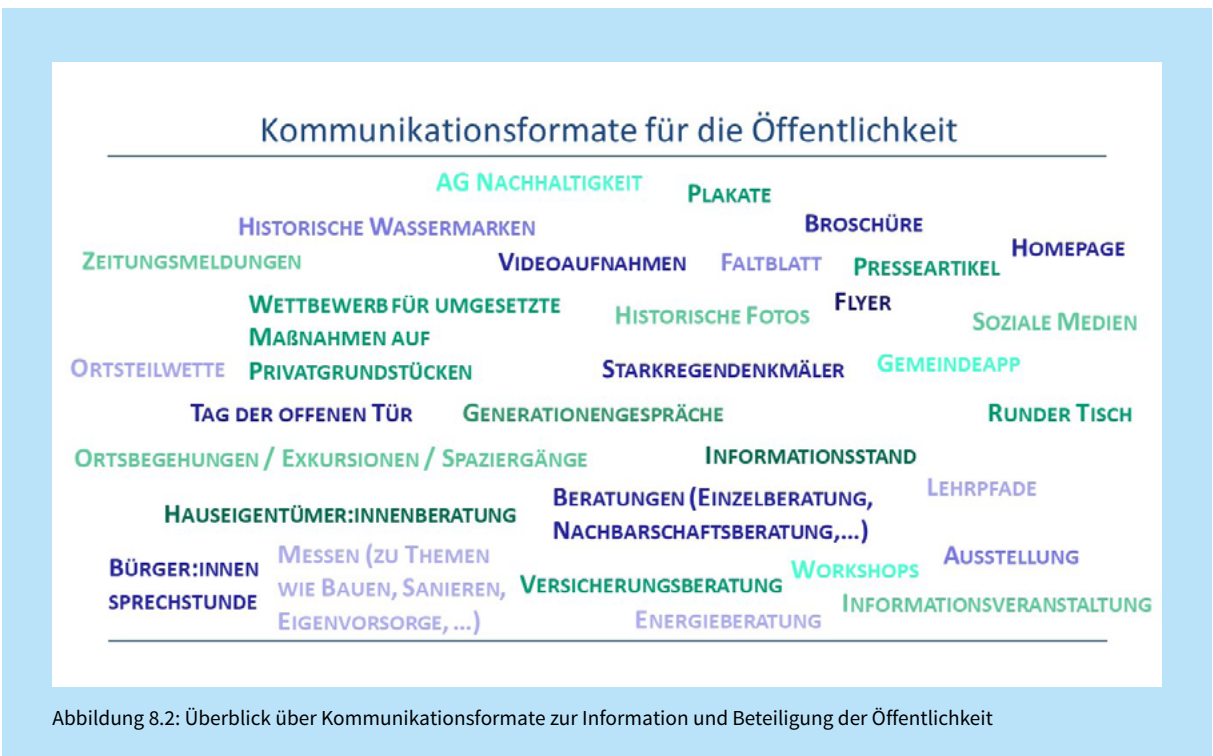 Kommunikationsformate für die Öffentlichkeit
AG Nachhaltigkeit
Plakate
Historische Wassermarken
Broschüre
Homepage
Zeitungsmeldungen
Videoaufnahmen
Faltblatt
Presseartikel
Wettbewerb für umgesetzte
Maßnahmen auf
Privatgrundstücken
Historische Fotos
Flyer
Soziale Medien
Ortsteilwette
Starkregendenkmäler
Gemeindeapp
Tag der offenen Tür
Generationengespräche
Runder Tisch
Ortsbegehungen / Exkursionen / Spaziergänge
Informationsstand
Lehrpfade
Hauseigentümer:innenberatung
Beratungen (Einzelberatung,
Nachbarschaftsberatung,...)
Bürger:innen
sprechstunde
Messen (zu Themen
wie Bauen, Sanieren,
Eigenvorsorge, ...)
Versicherungsberatung
Workshops
Ausstellung
Energieberatung
Informationsveranstaltung
Abbildung 8.2: Überblick über Kommunikationsformate zur Information und Beteiligung der Öffentlichkeit